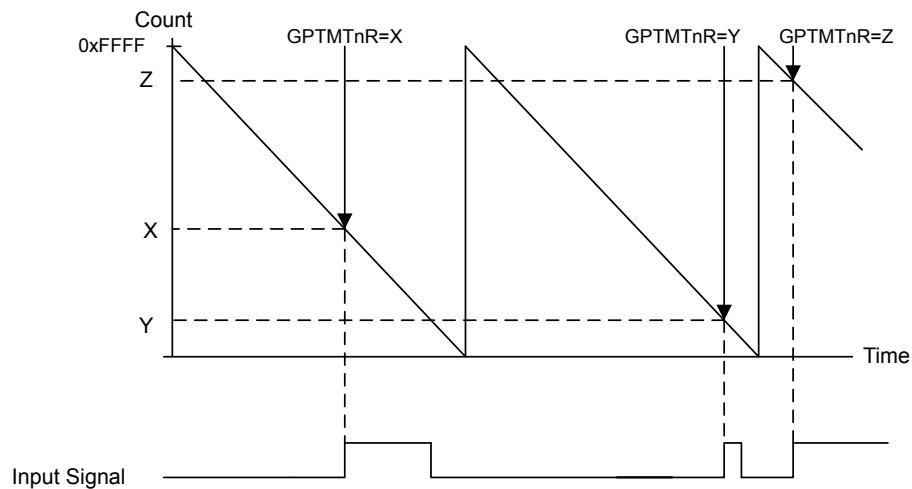 Count
0xFFFF
GPTMTnR=X
GPTMTnR=Y
GPTMTnR=Z
Z
X
Y
Time
Input Signal